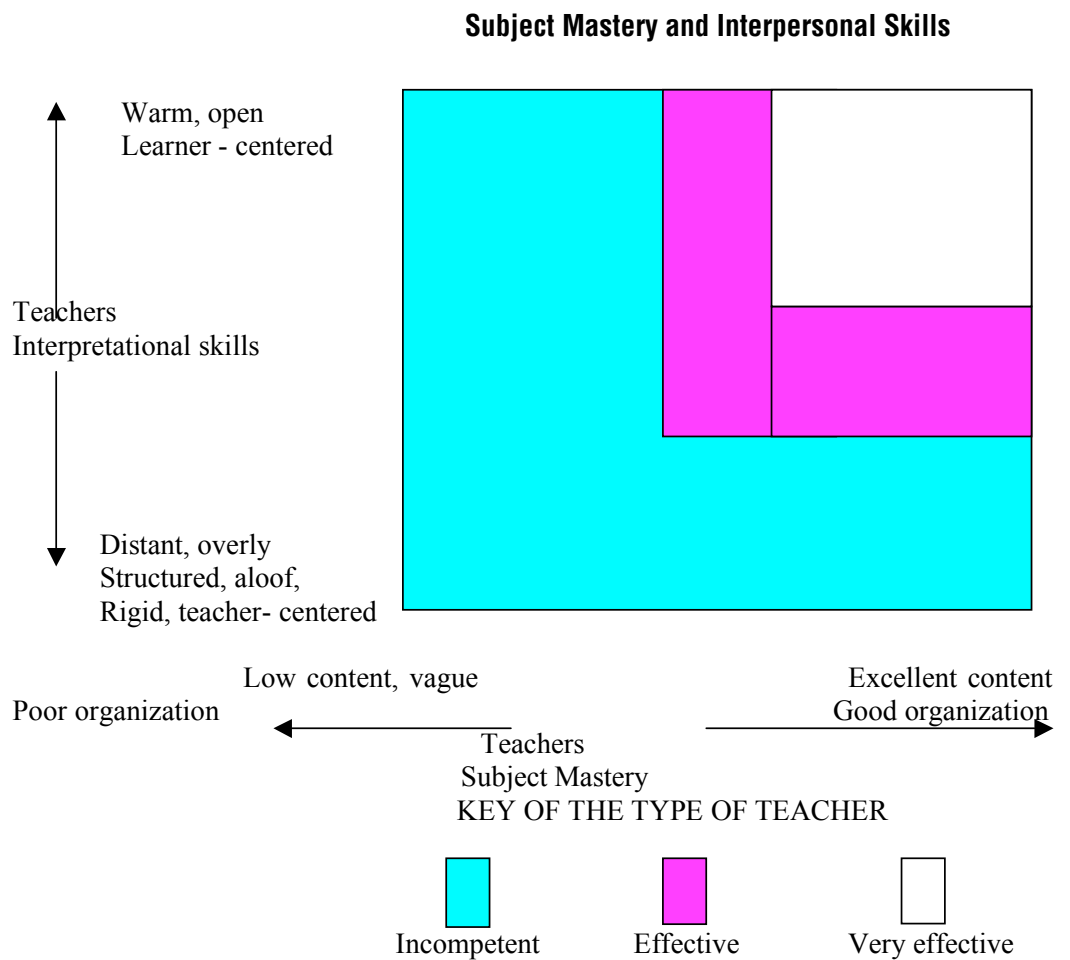 Subject Mastery and Interpersonal Skills
Warm, open
Learner - centered
Teachers
Interpretational skills
Distant, overly
Structured, aloof,
Rigid, teacher- centered
Low content, vague
Excellent content
Poor organization
Good organization
Teachers
Subject Mastery
KEY OF THE TYPE OF TEACHER
Incompetent
Effective
Very effective